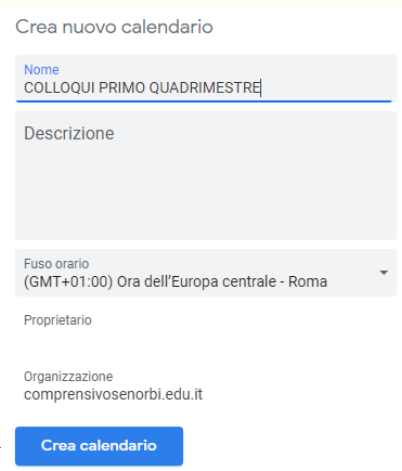 Crea nuovo calendario
Nome
COLLOQUI PRIMO QUADRIMESTRE
Descrizione
Fuso orario
(GMT+01:00) Ora dell'Europa centrale - Roma
Proprietario
Organizzazione
comprensivosenorbi.edu.it
Crea calendario